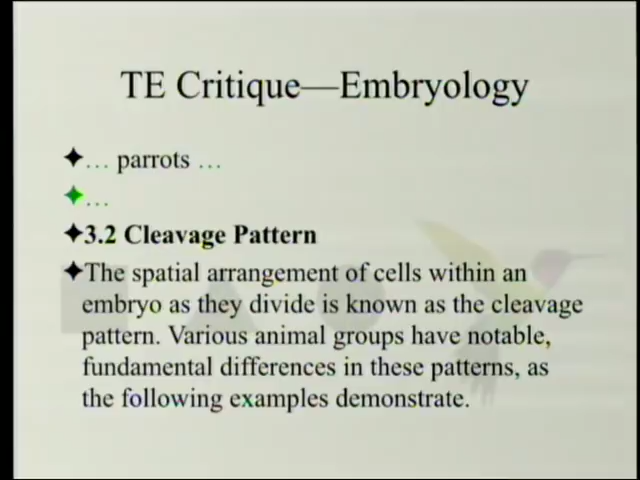 TE Critique—Embryology
✦… parrots …
✦…
✦3.2 Cleavage Pattern
✦The spatial arrangement of cells within an
embryo as they divide is known as the cleavage
pattern. Various animal groups have notable,
fundamental differences in these patterns, as
the following examples demonstrate.